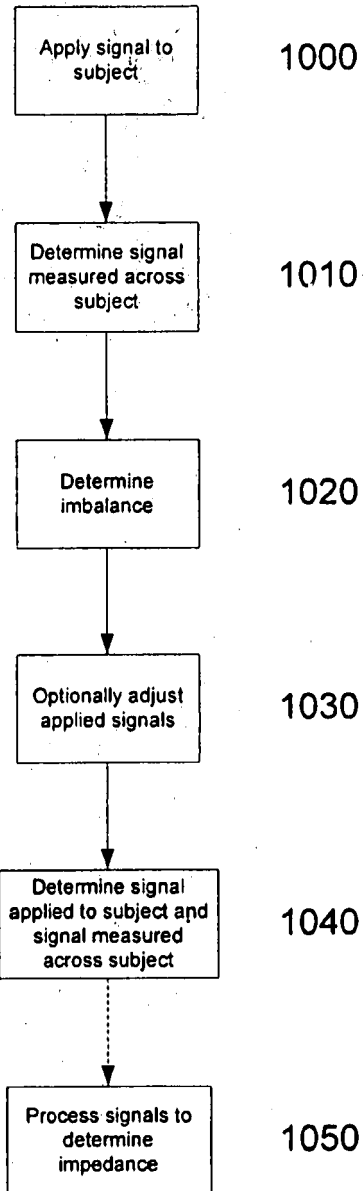 Apply signal to
subject
1000
Determine signal
measured across
subject
1010
Determine
imbalance
1020
Optionally adjust
applied signals
1030
Determine signal
applied to subject and
signal measured
across subject
1040
Process signals to
determine
impedance
1050